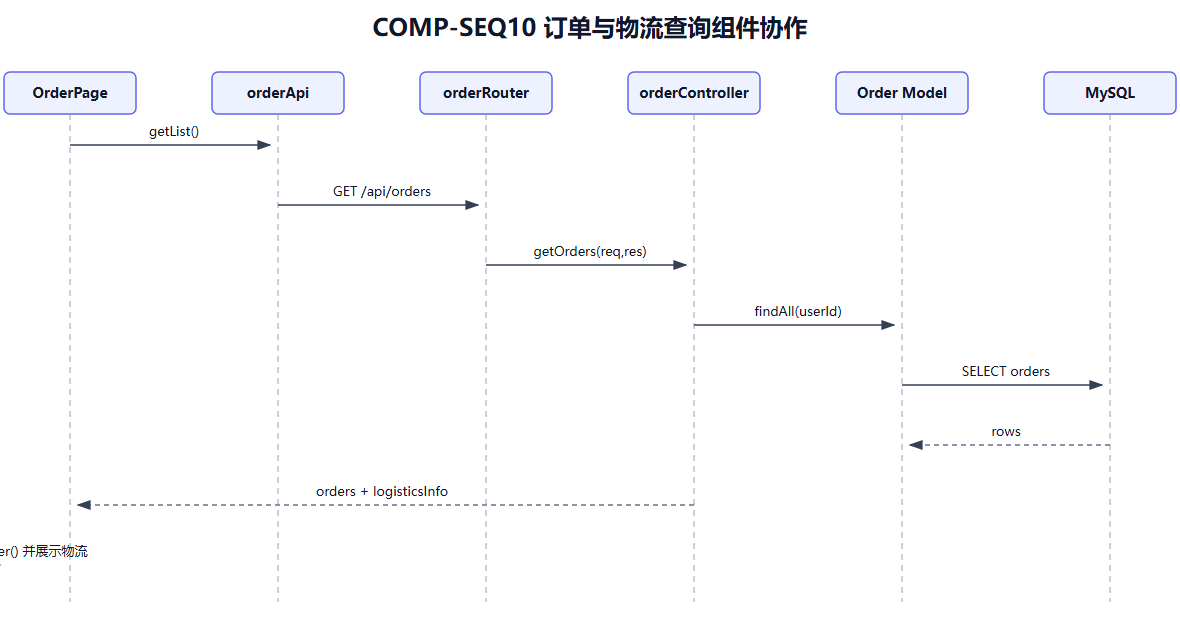 COMP-SEQ10 订单与物流查询组件协作
OrderPage
orderApi
orderRouter
orderController
Order Model
MySQL
getList()
GET /api/orders
getOrders(req,res)
findAll(userId)
SELECT orders
rows
orders + logisticsInfo
er() 并展示物流